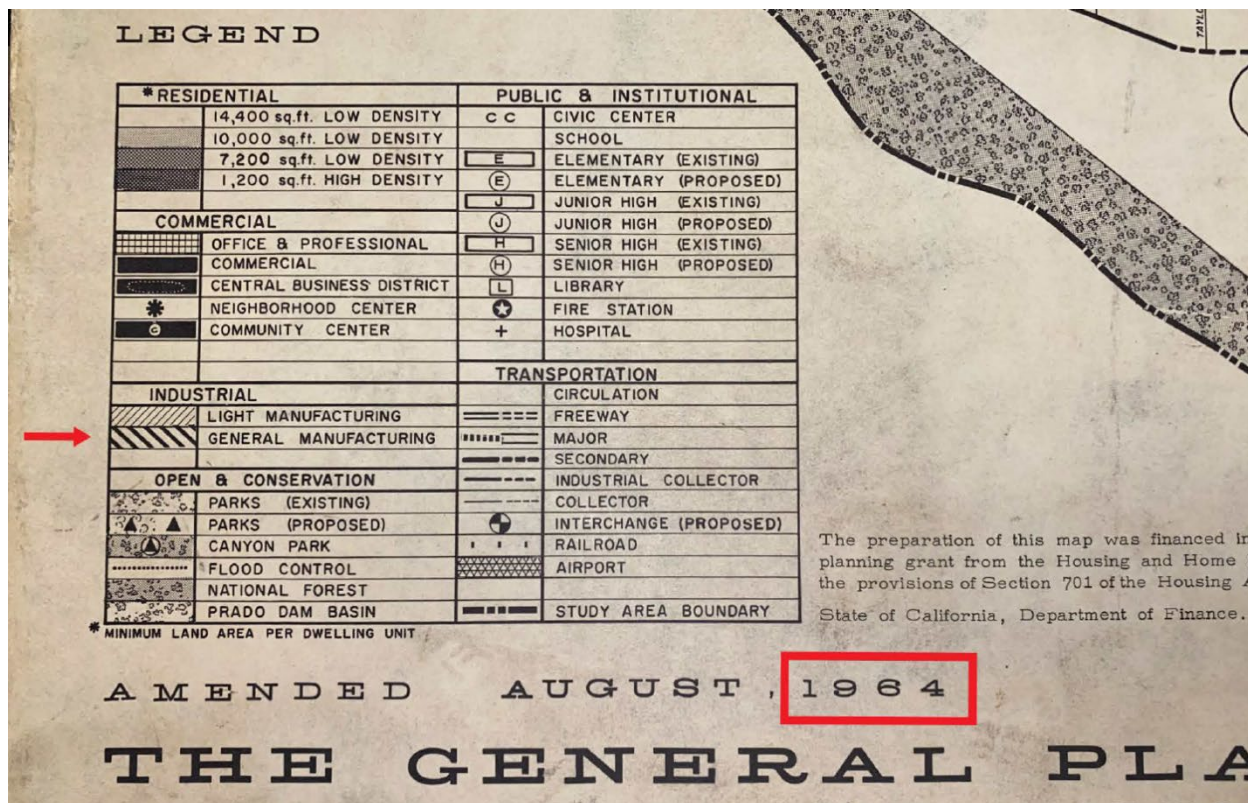 LEGEND
*RESIDENTIAL
14,400 sq.ft. LOW DENSITY
10,000 sq.ft. LOW DENSITY
7,200 sq.ft. LOW DENSITY
1,200 sq.ft. HIGH DENSITY
COMMERCIAL
OFFICE & PROFESSIONAL
COMMERCIAL
CENTRAL BUSINESS DISTRICT
NEIGHBORHOOD CENTER
C COMMUNITY CENTER
INDUSTRIAL
LIGHT MANUFACTURING
GENERAL MANUFACTURING
OPEN & CONSERVATION
PARKS (EXISTING)
PARKS (PROPOSED)
CANYON PARK
FLOOD CONTROL
NATIONAL FOREST
PRADO DAM BASIN
*MINIMUM LAND AREA PER DWELLING UNIT
PUBLIC & INSTITUTIONAL
CC CIVIC CENTER
SCHOOL
E ELEMENTARY (EXISTING)
E ELEMENTARY (PROPOSED)
J JUNIOR HIGH (EXISTING)
J JUNIOR HIGH (PROPOSED)
H SENIOR HIGH (EXISTING)
H SENIOR HIGH (PROPOSED)
L LIBRARY
FIRE STATION
+ HOSPITAL
TRANSPORTATION
CIRCULATION
FREEWAY
MAJOR
SECONDARY
INDUSTRIAL COLLECTOR
COLLECTOR
INTERCHANGE (PROPOSED)
RAILROAD
AIRPORT
STUDY AREA BOUNDARY
TAYLO
The preparation of this map was financed in
planning grant from the Housing and Home
the provisions of Section 701 of the Housing A
State of California, Department of Finance.
AMENDED AUGUST, 1964
THE GENERAL PLA